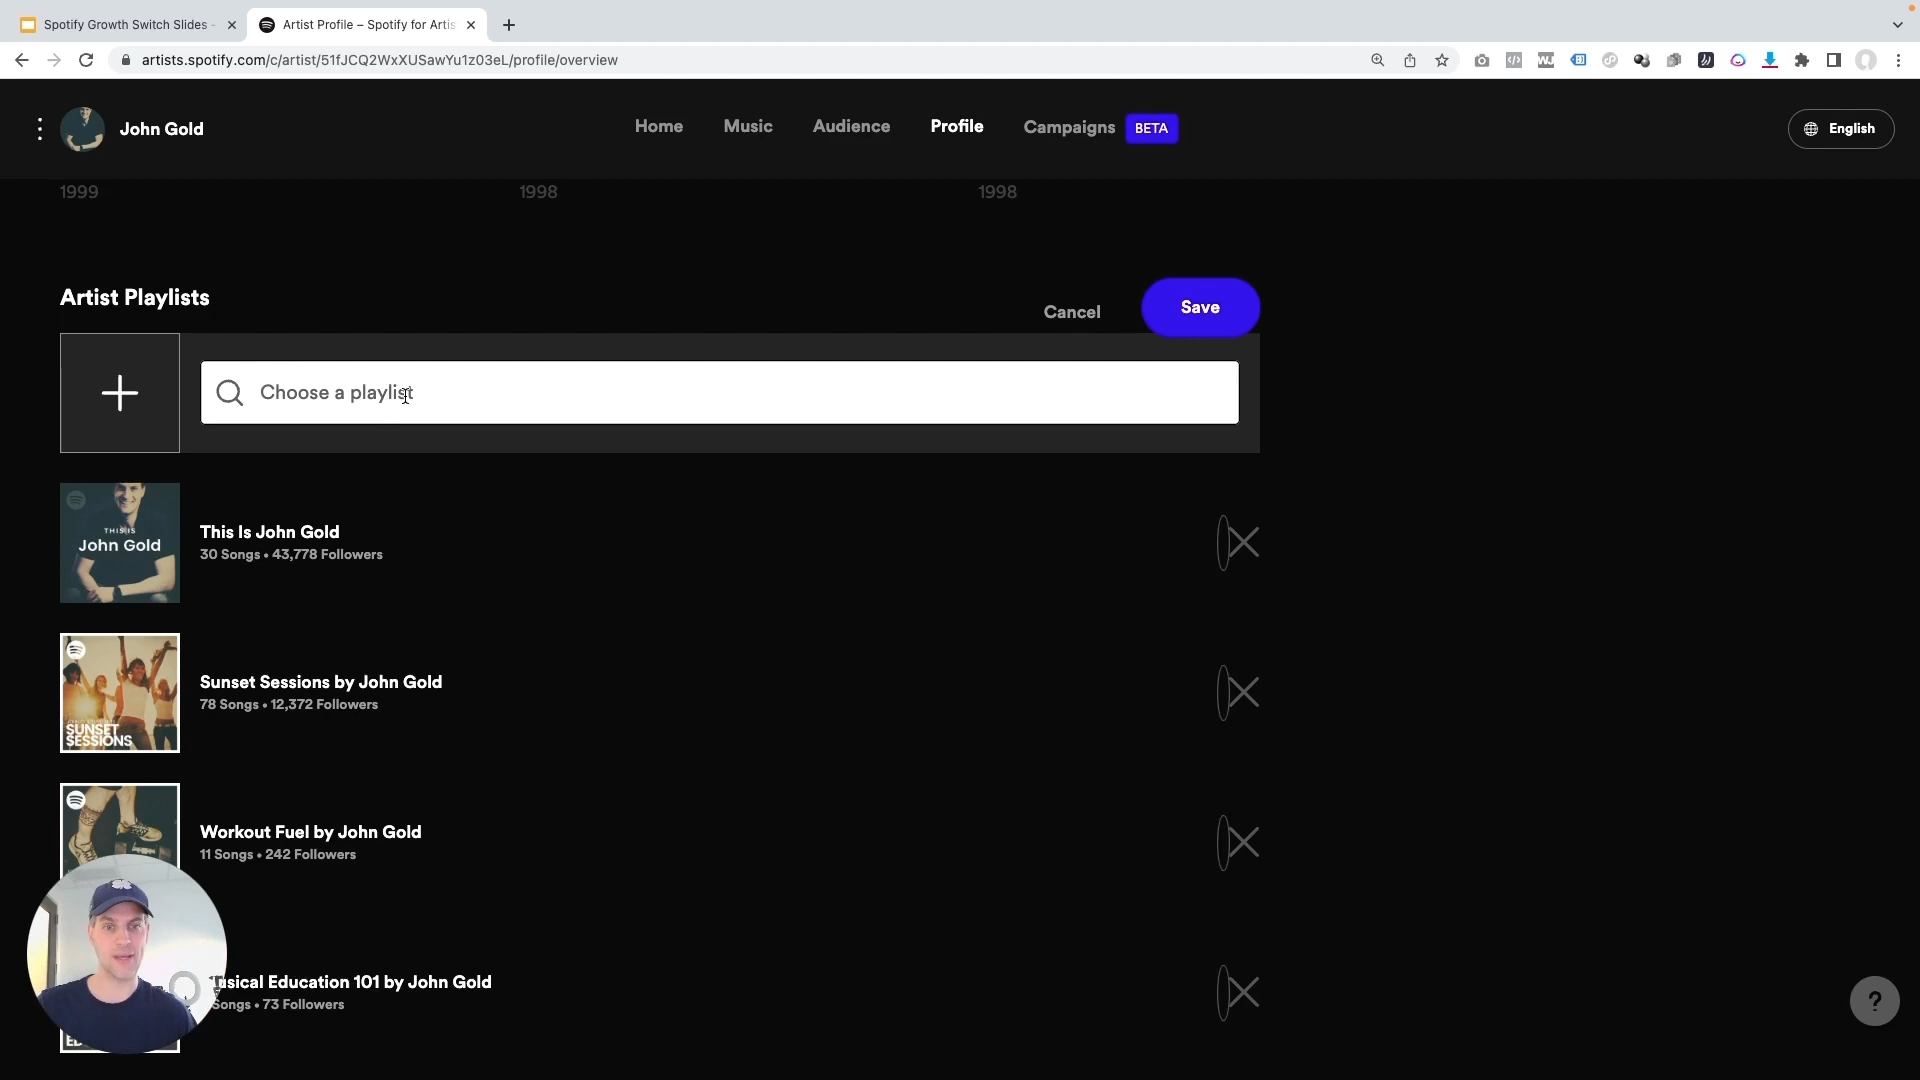 Spotify Growth Switch Slides -
Artist Profile – Spotify for Artis
artists.spotify.com/c/artist/51fJCQ2WxXUSawYu1z03eL/profile/overview
John Gold
Home
Music
Audience
Profile
Campaigns
BETA
English
1999
1998
1998
Artist Playlists
Cancel
Save
Choose a playlist
THIS IS
John Gold
This Is John Gold
30 Songs • 43,778 Followers
SUNSET
SESSIONS
Sunset Sessions by John Gold
78 Songs • 12,372 Followers
Workout Fuel by John Gold
11 Songs • 242 Followers
usical Education 101 by John Gold
Songs • 73 Followers
ED
?